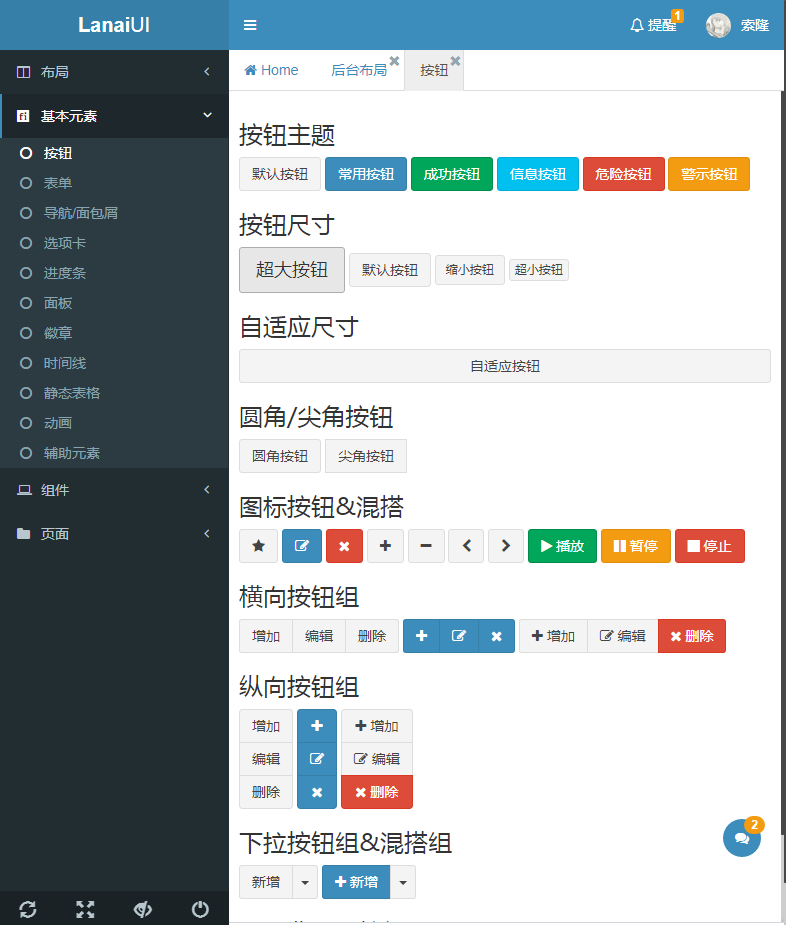 LanaiUI
提醒 1 索隆
Home 后台布局 按钮
布局
基本元素
按钮
表单
导航/面包屑
选项卡
进度条
面板
徽章
时间线
静态表格
动画
辅助元素
组件
页面
按钮主题
默认按钮 常用按钮 成功按钮 信息按钮 危险按钮 警示按钮
按钮尺寸
超大按钮 默认按钮 缩小按钮 超小按钮
自适应尺寸
自适应按钮
圆角/尖角按钮
圆角按钮 尖角按钮
图标按钮&混搭
播放 暂停 停止
横向按钮组
增加 编辑 删除 增加 编辑 删除
纵向按钮组
增加 增加
编辑 编辑
删除 删除
下拉按钮组&混搭组
新增 新增
2